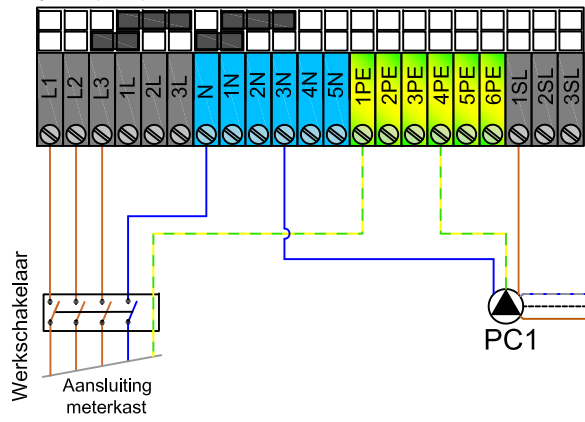 L1 L2 L3 1L 2L 3L N 1N 2N 3N 4N 5N 1PE 2PE 3PE 4PE 5PE 6PE 1SL 2SL 3SL
Werkschakelaar
PC1
Aansluiting
meterkast